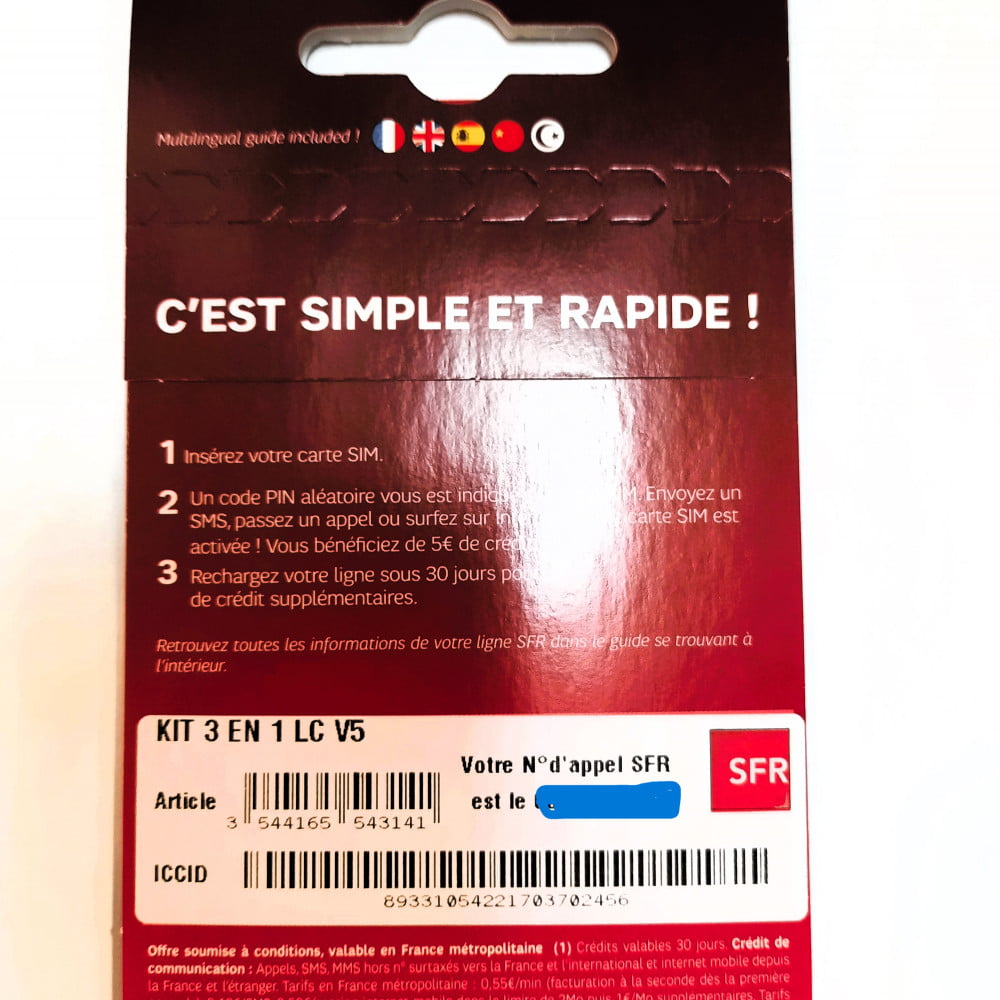 Multilingual guide included !
C'EST SIMPLE ET RAPIDE !
1 Insérez votre carte SIM.
2 Un code PIN aléatoire vous est Envoyez un
SMS, passez un appel ou surfez sur carte SIM est
activée ! Vous bénéficiez de 5€ de
3 Rechargez votre ligne sous 30 jours
de crédit supplémentaires.
Retrouvez toutes les informations de votre ligne SFR dans le guide se trouvant à
l'intérieur.
KIT 3 EN 1 LC V5
Votre N°d'appel SFR
est le
SFR
Article
3 544165 543141
ICCID
89331054221703702456
Offre soumise à conditions, valable en France métropolitaine (1) Crédits valables 30 jours. Crédit de
communication : Appels, SMS, MMS hors n° surtaxés vers la France et l'international et internet mobile depuis
la France et l'étranger. Tarifs en France métropolitaine : 0,55€/min (facturation à la seconde dès la première